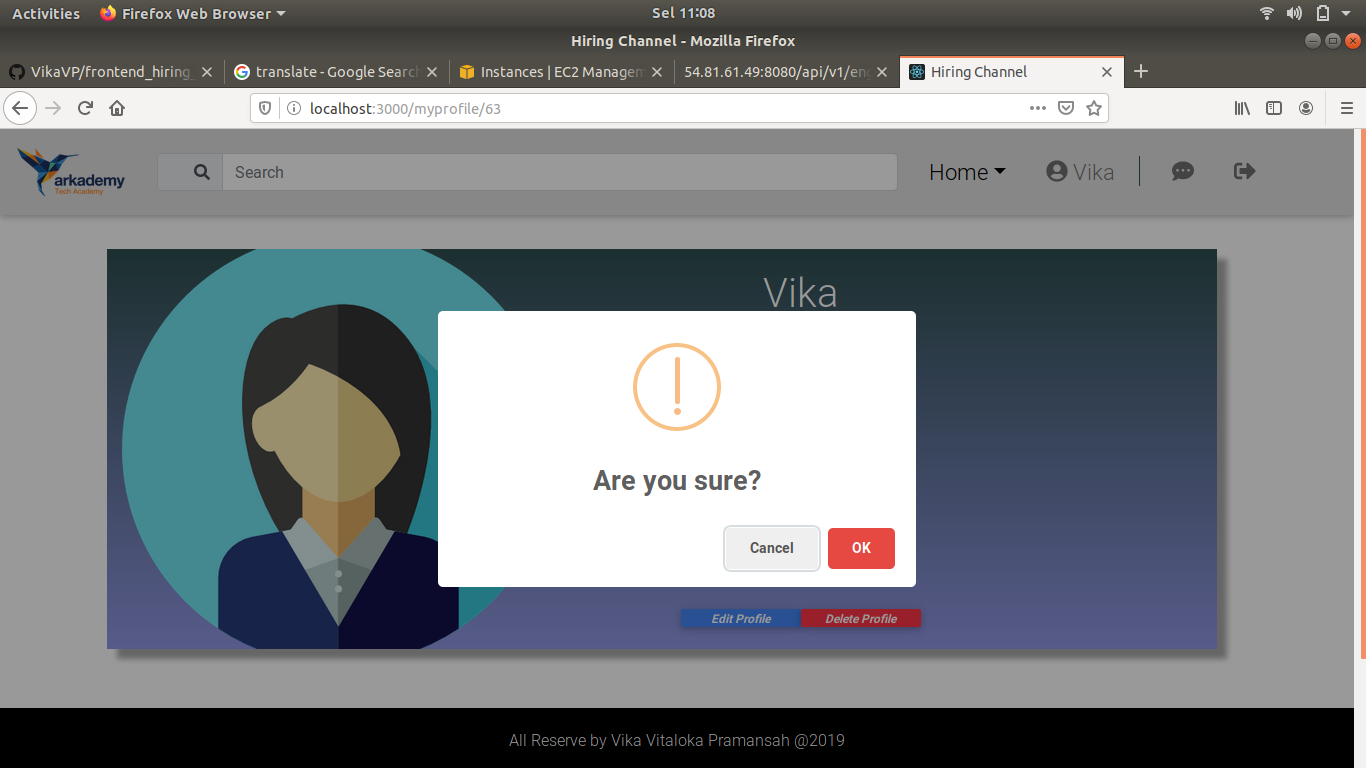 Activities Firefox Web Browser Sel 11:08
Hiring Channel - Mozilla Firefox
VikaVP/frontend_hiring_ translate - Google Search Instances | EC2 Managem 54.81.61.49:8080/api/v1/en Hiring Channel
localhost:3000/myprofile/63
arkademy
Tech Academy
Search
Home Vika
Vika
Are you sure?
Cancel OK
Edit Profile Delete Profile
All Reserve by Vika Vitaloka Pramansah @2019